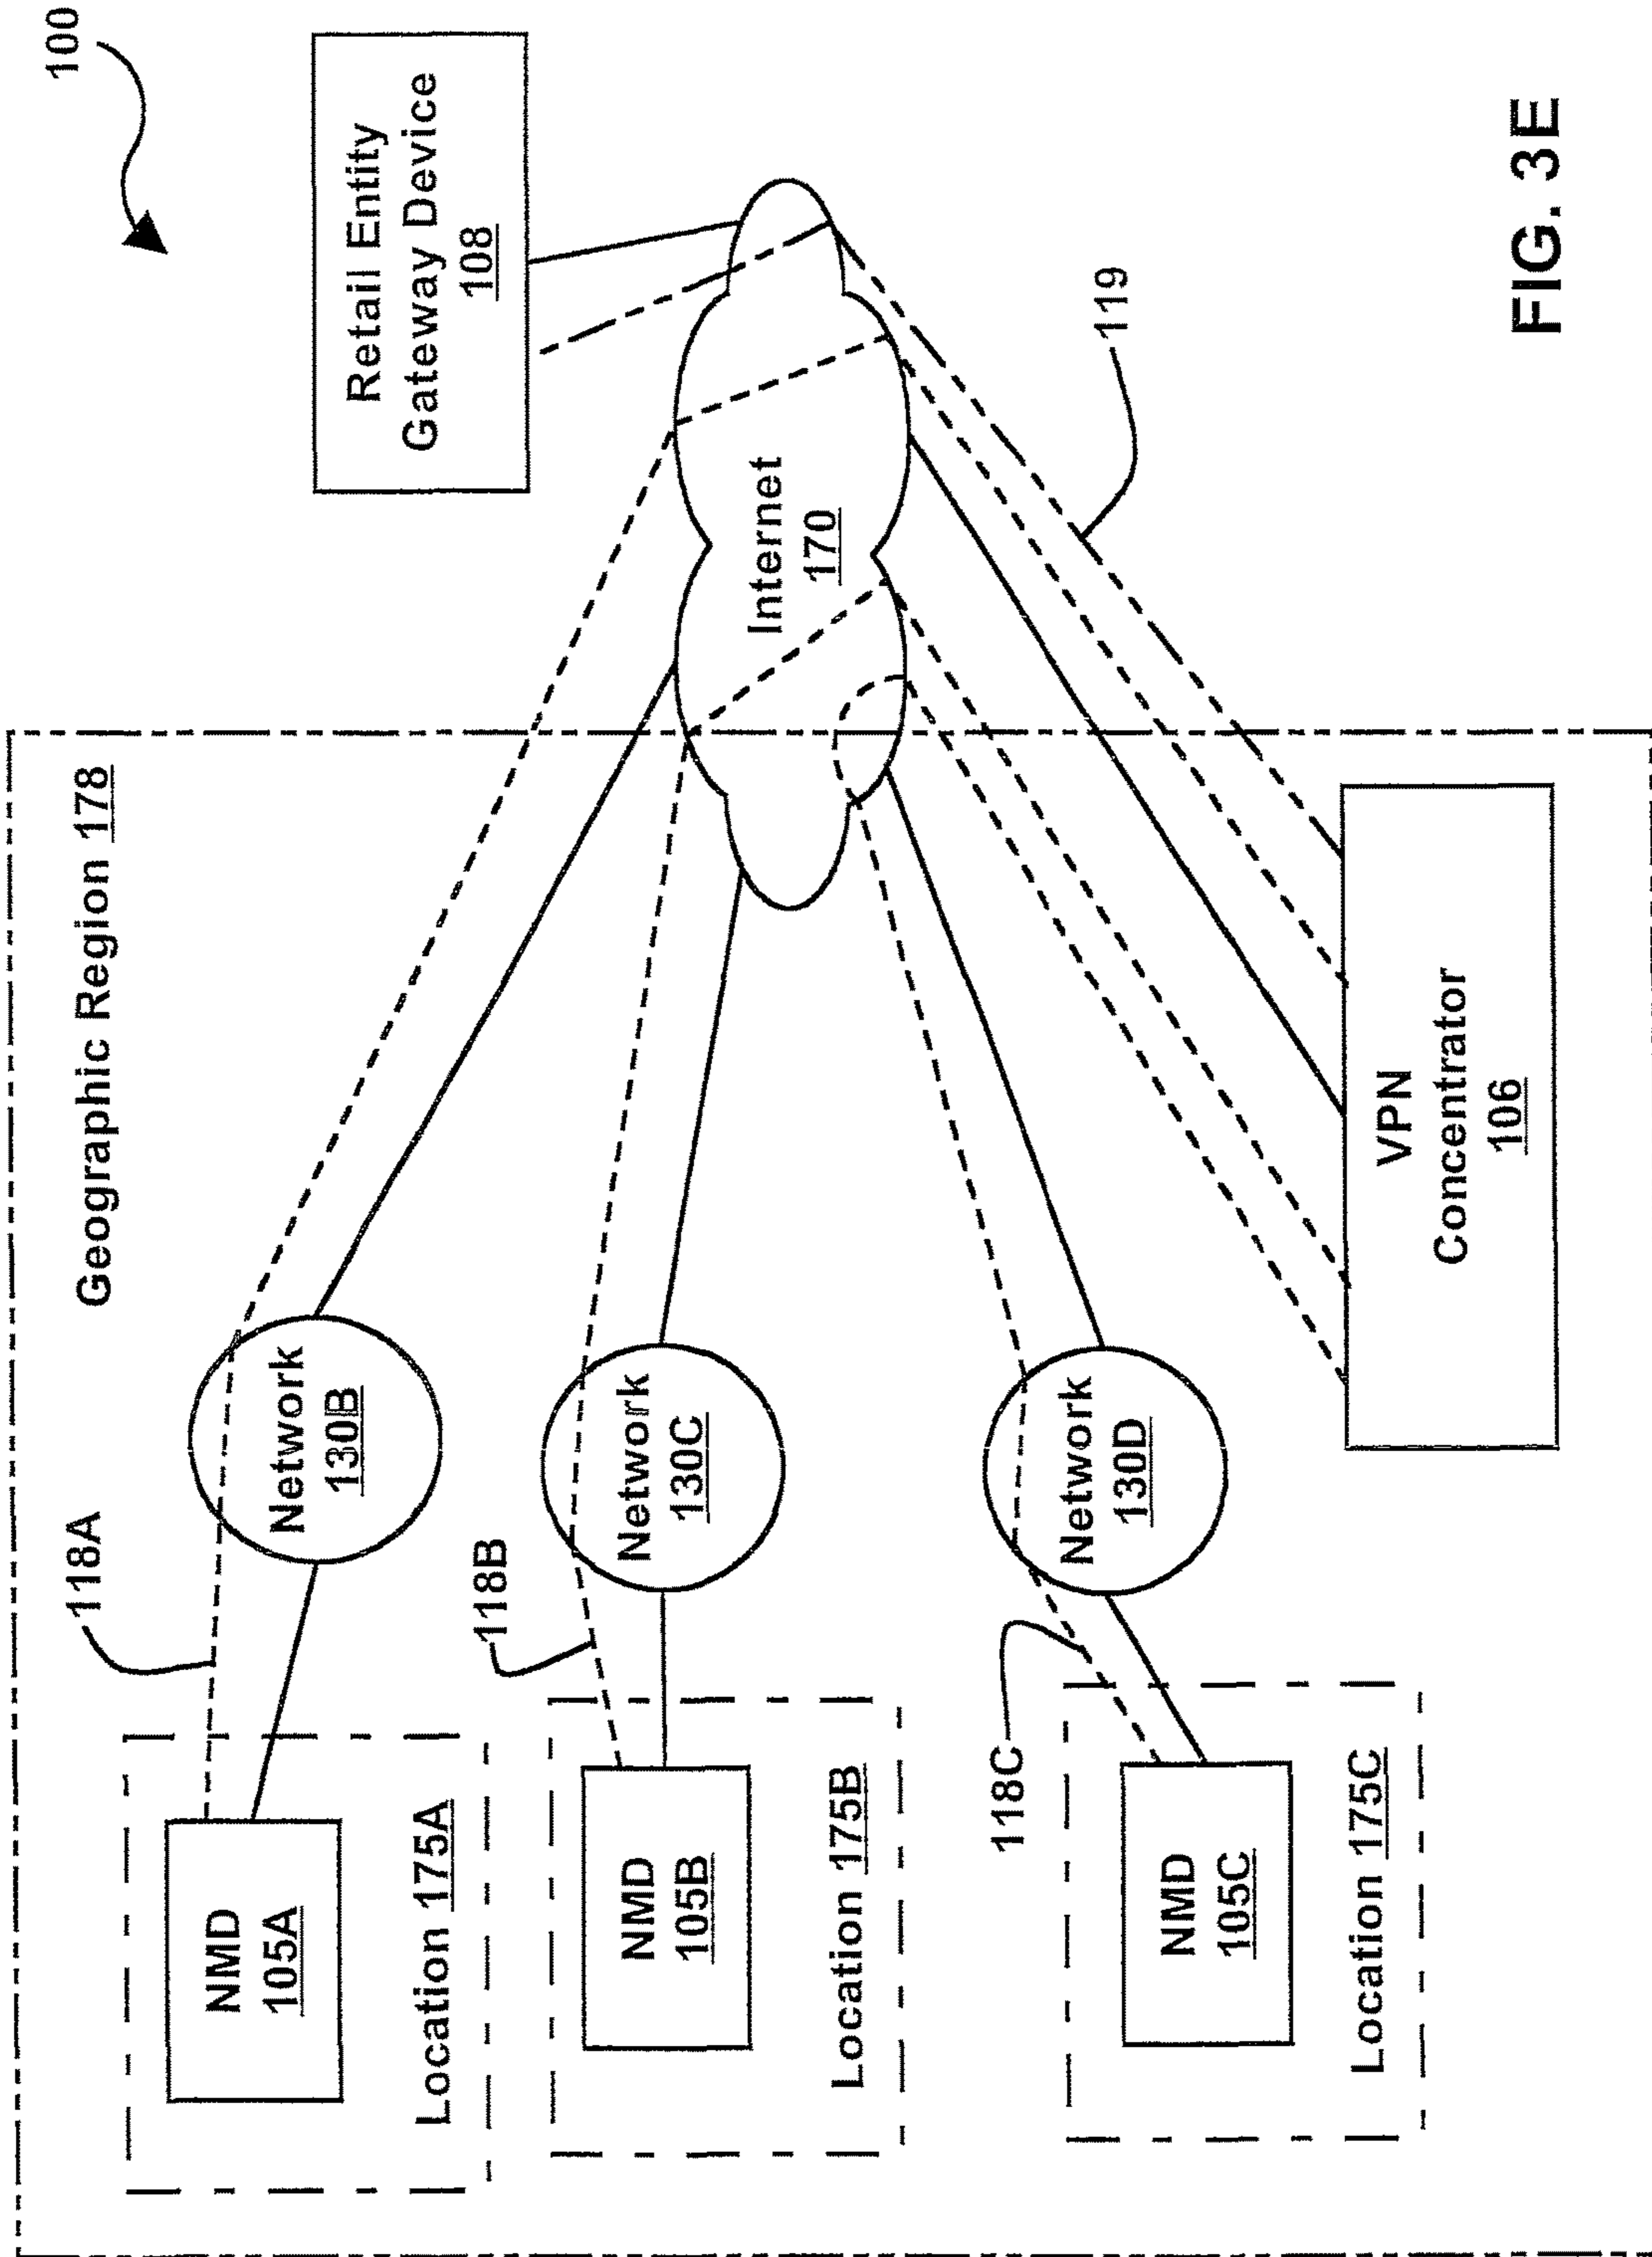 100
Retail Entity
Gateway Device
108
Geographic Region 178
Internet
170
118A
Network
130B
NMD
105A
Location 175A
118B
Network
130C
NMD
105B
Location 175B
118C
Network
130D
NMD
105C
Location 175C
119
VPN
Concentrator
106
FIG. 3E